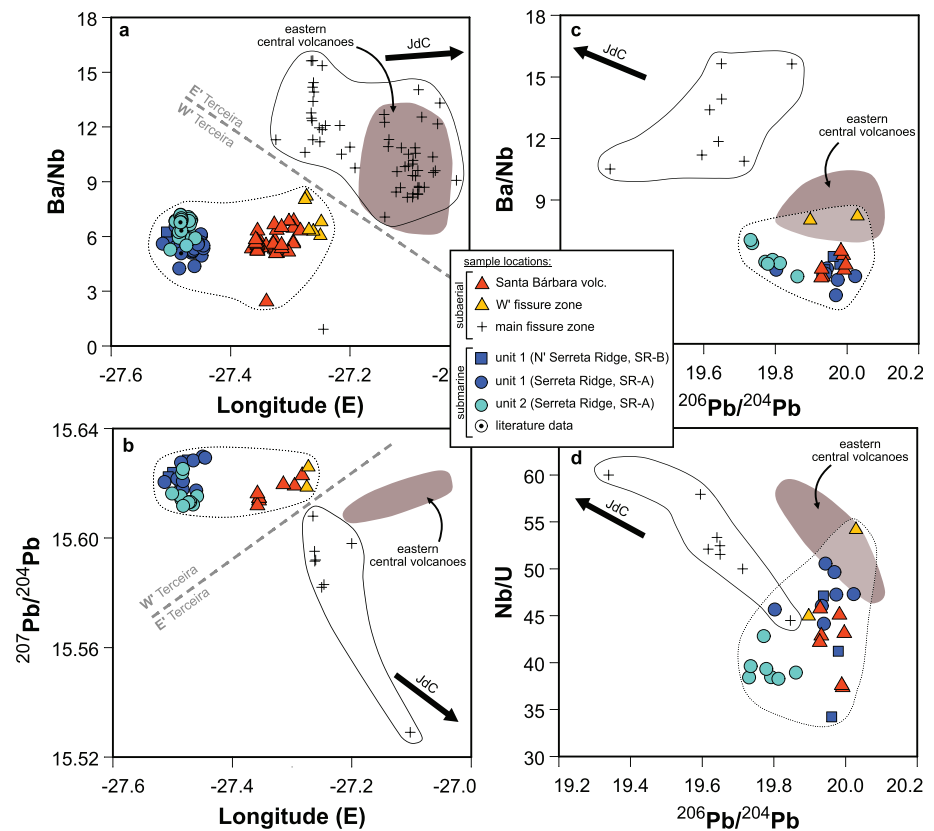 a
eastern
central volcanoes
JdC
E' Terceira
W' Terceira
Ba/Nb
18
15
12
9
6
3
0
-27.6
-27.4
-27.2
-27.0
Longitude (E)
c
JdC
eastern
central volcanoes
Ba/Nb
18
15
12
9
19.6
19.8
20.0
20.2
206Pb/204Pb
sample locations:
subaerial
Santa Bárbara volc.
W' fissure zone
main fissure zone
submarine
unit 1 (N' Serreta Ridge, SR-B)
unit 1 (Serreta Ridge, SR-A)
unit 2 (Serreta Ridge, SR-A)
literature data
b
W' Terceira
E' Terceira
eastern
central volcanoes
JdC
207Pb/204Pb
15.64
15.60
15.56
15.52
-27.6
-27.4
-27.2
-27.0
Longitude (E)
d
eastern
central volcanoes
JdC
Nb/U
60
55
50
45
40
35
30
19.2
19.4
19.6
19.8
20.0
20.2
206Pb/204Pb